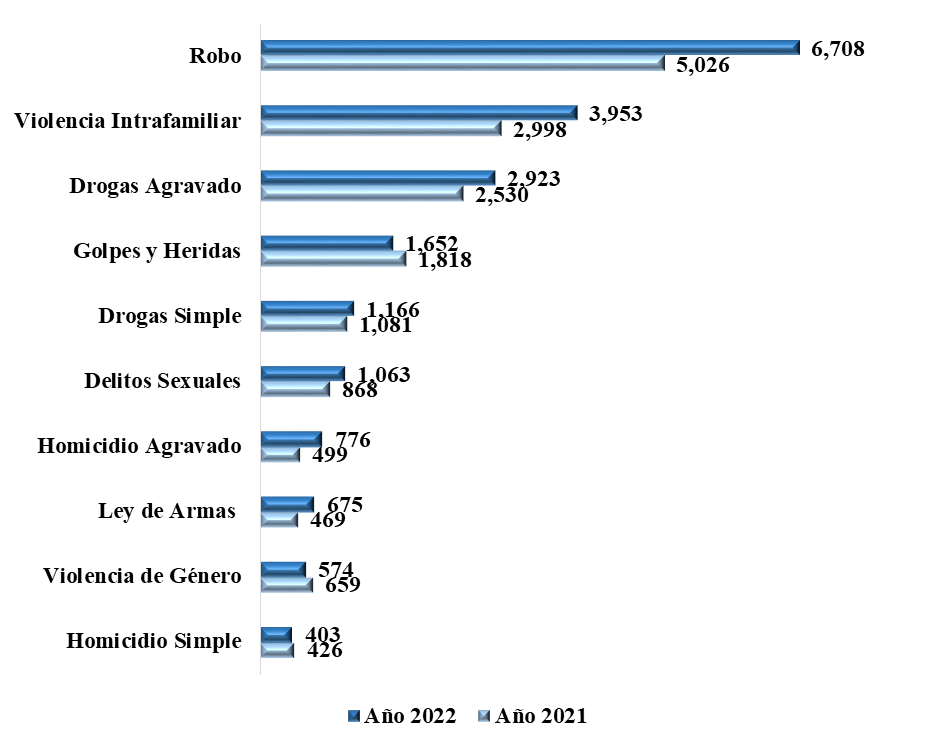 Robo
6,708
5,026
Violencia Intrafamiliar
3,953
2,998
Drogas Agravado
2,923
2,530
Golpes y Heridas
1,652
1,818
Drogas Simple
1,166
1,081
Delitos Sexuales
1,063
868
Homicidio Agravado
776
499
Ley de Armas
675
469
Violencia de Género
574
659
Homicidio Simple
403
426
Año 2022 Año 2021